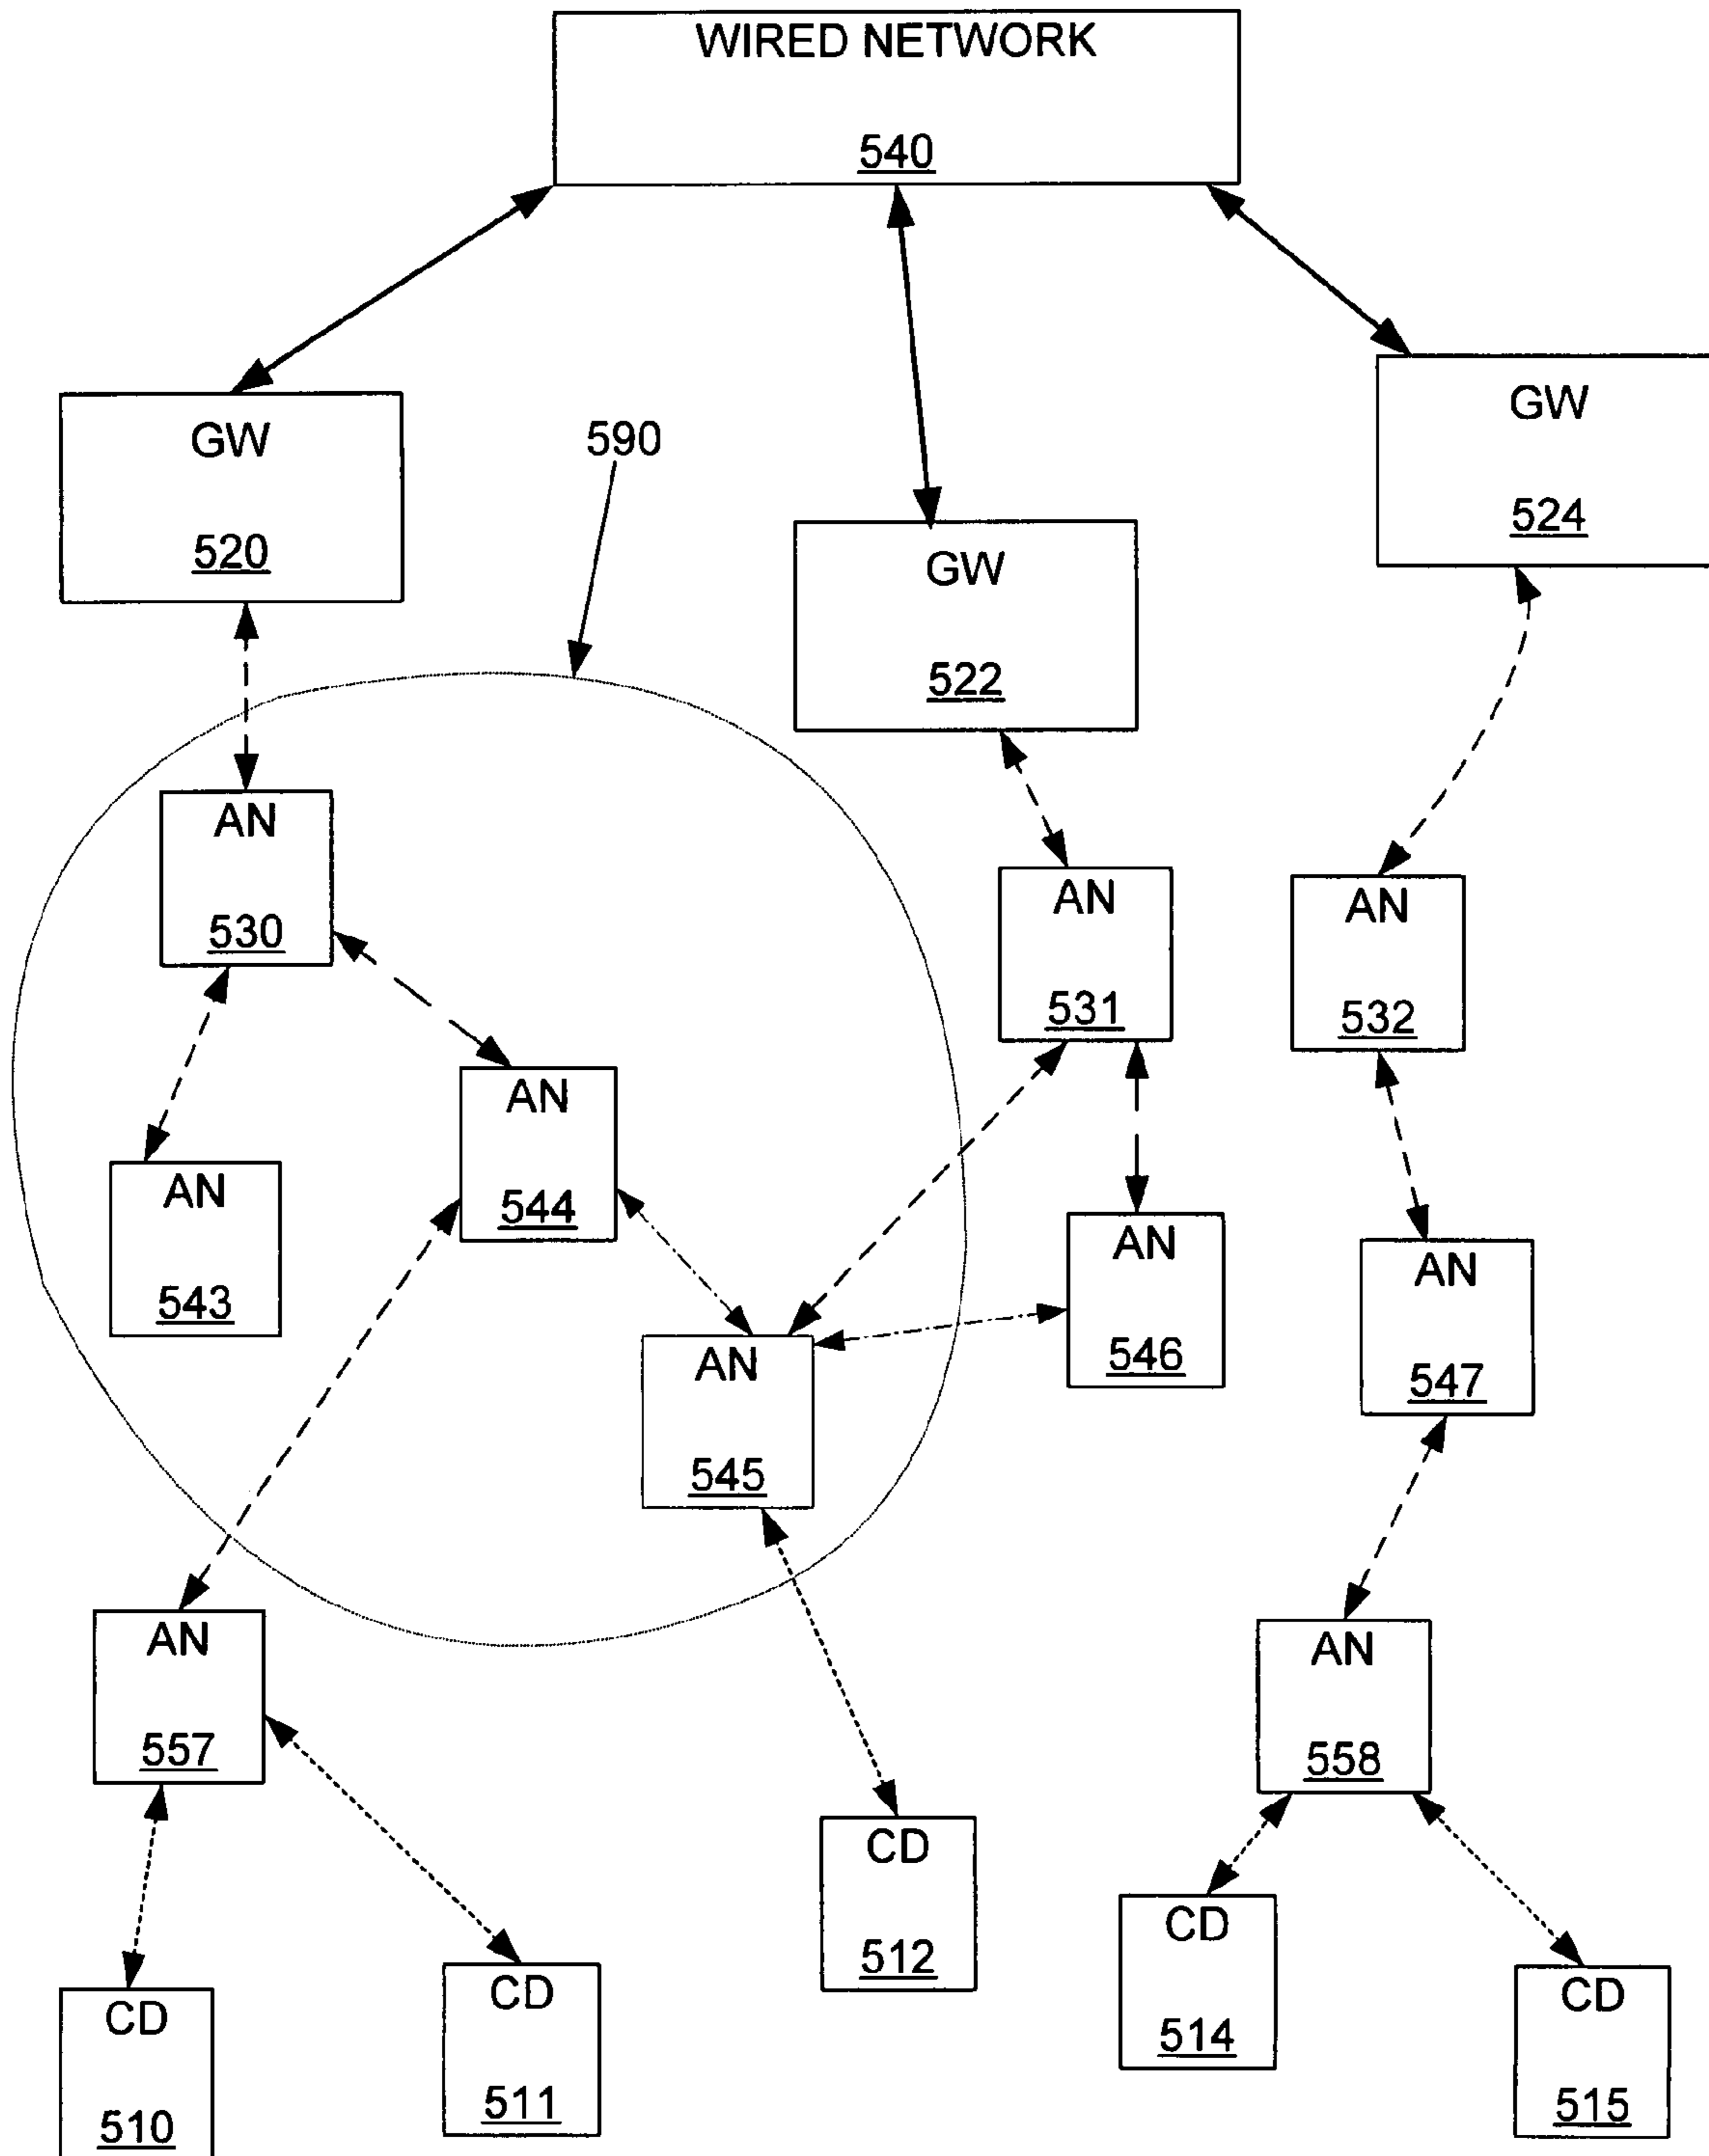 WIRED NETWORK
540
GW
520
590
GW
522
GW
524
AN
530
AN
531
AN
532
AN
543
AN
544
AN
545
AN
546
AN
547
AN
557
AN
558
CD
510
CD
511
CD
512
CD
514
CD
515